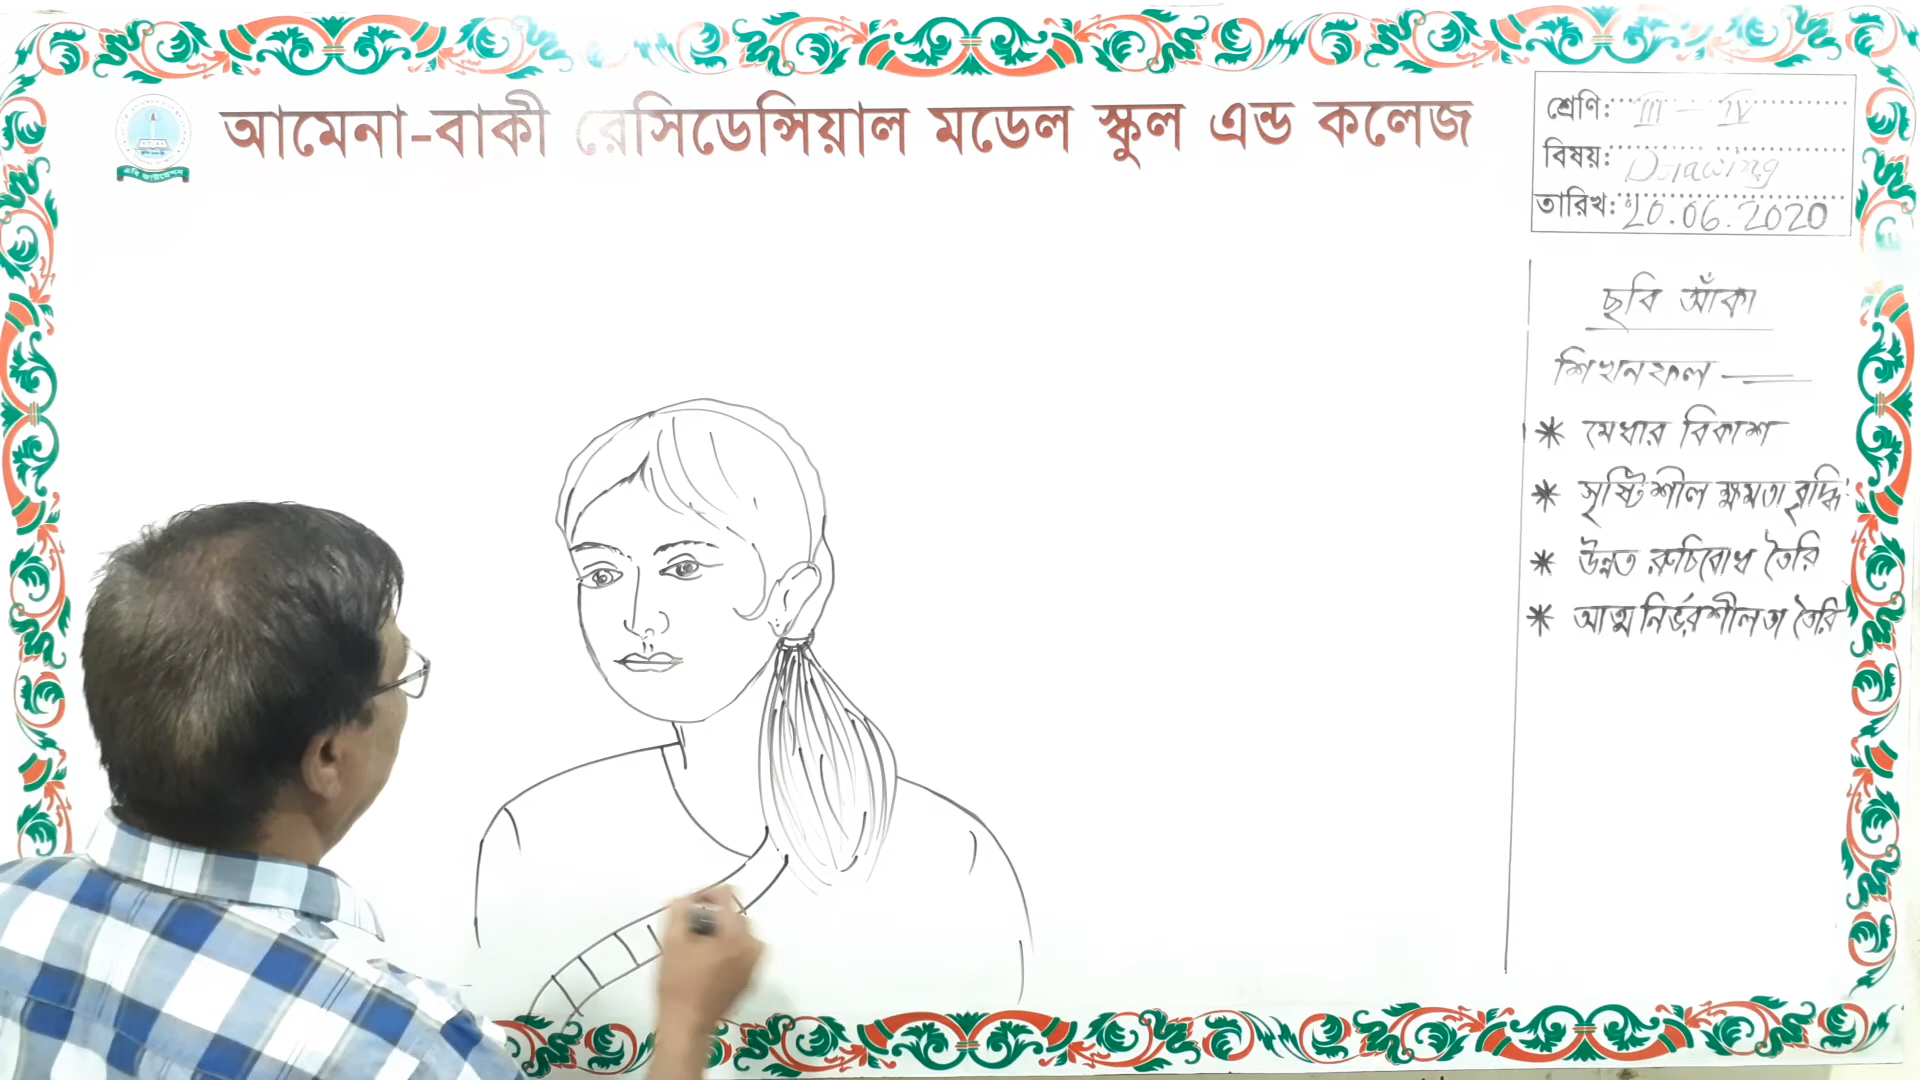 আমেনা-বাকী রেসিডেন্সিয়াল মডেল স্কুল এন্ড কলেজ
শ্রেণি: III - IV
বিষয়: Drawing
তারিখ: 20.06.2020
ছবি আঁকা
শিখনফল
* মেধার বিকাশ
* সৃষ্টিশীল ক্ষমতা বৃদ্ধি
* উন্নত রুচিবোধ তৈরি
* আত্মনির্ভরশীলতা তৈরি